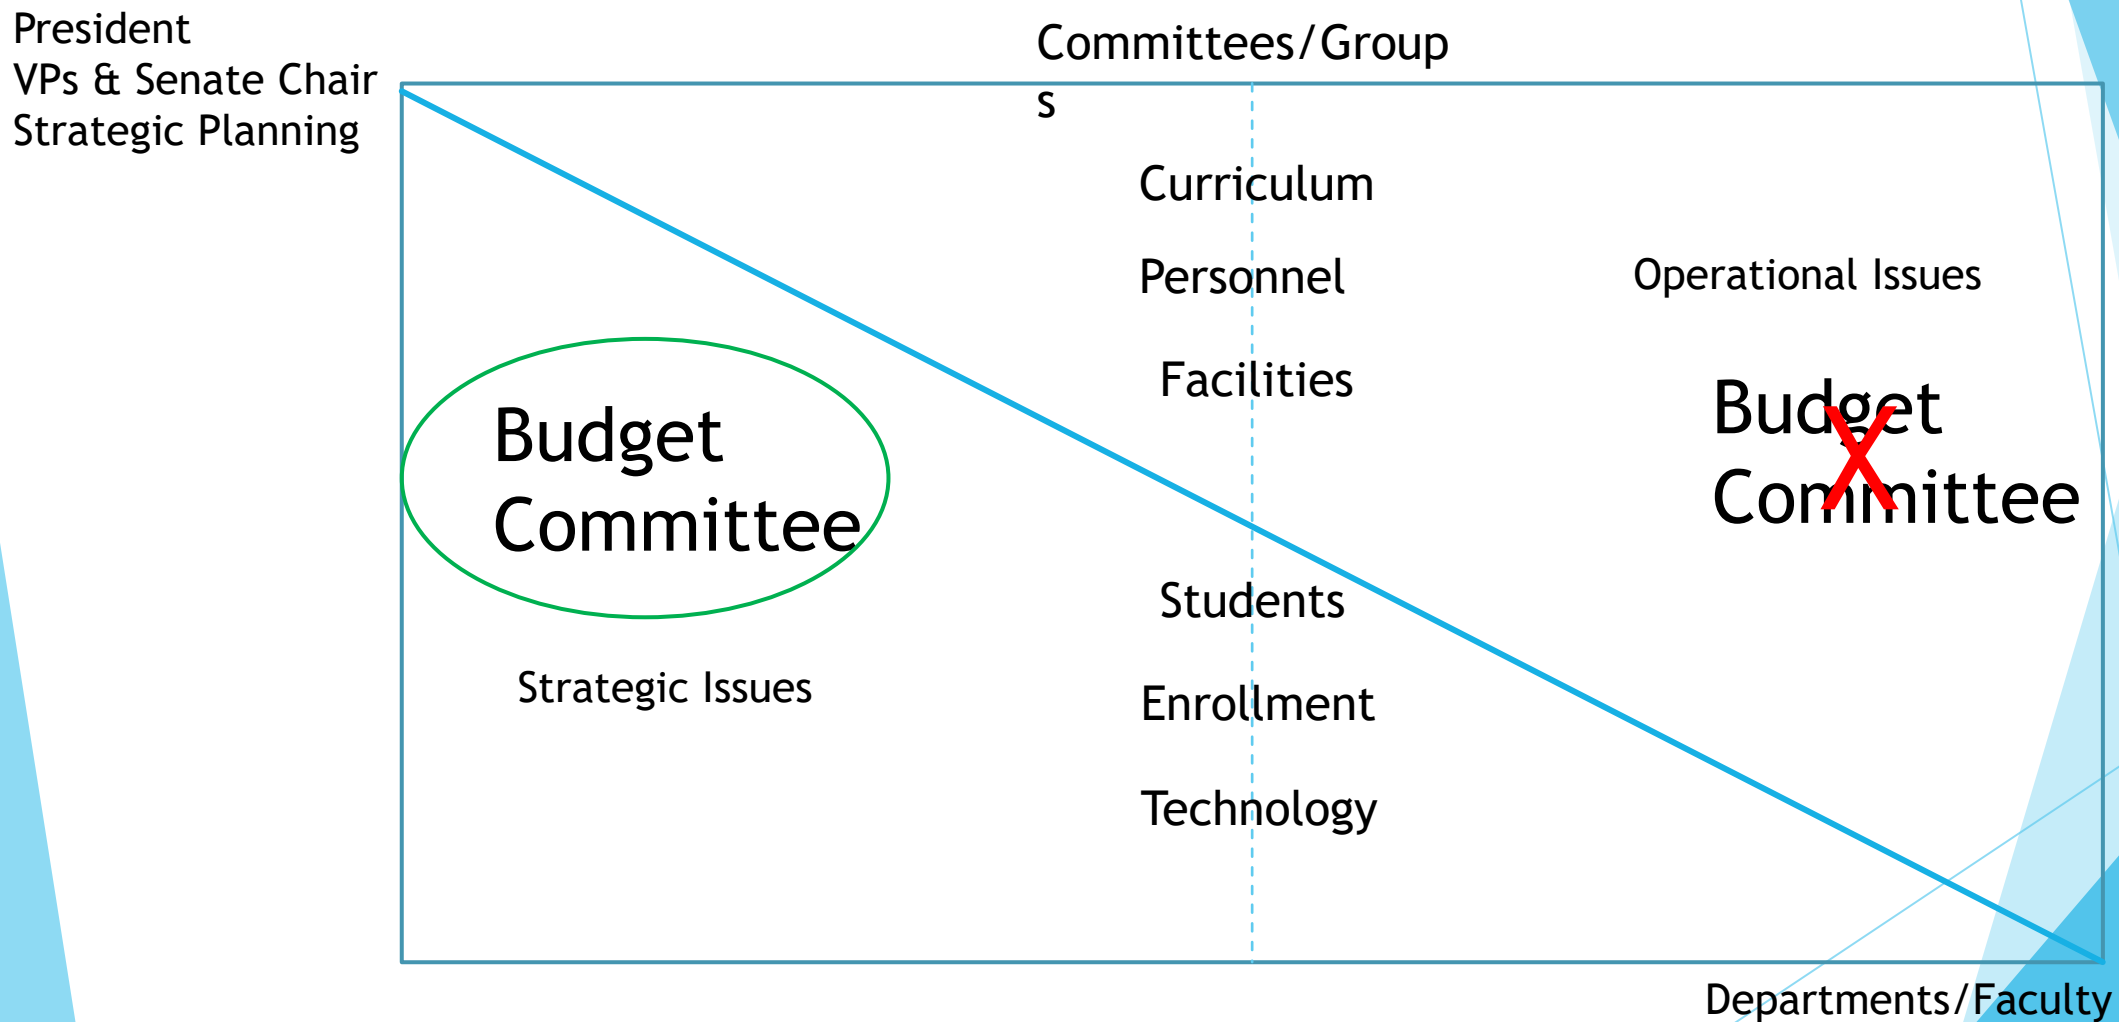 President
VPs & Senate Chair
Strategic Planning
Committees/Group
s
Curriculum
Personnel
Operational Issues
Facilities
Budget
Committee
Budget
Committee
X
Students
Strategic Issues
Enrollment
Technology
Departments/Faculty